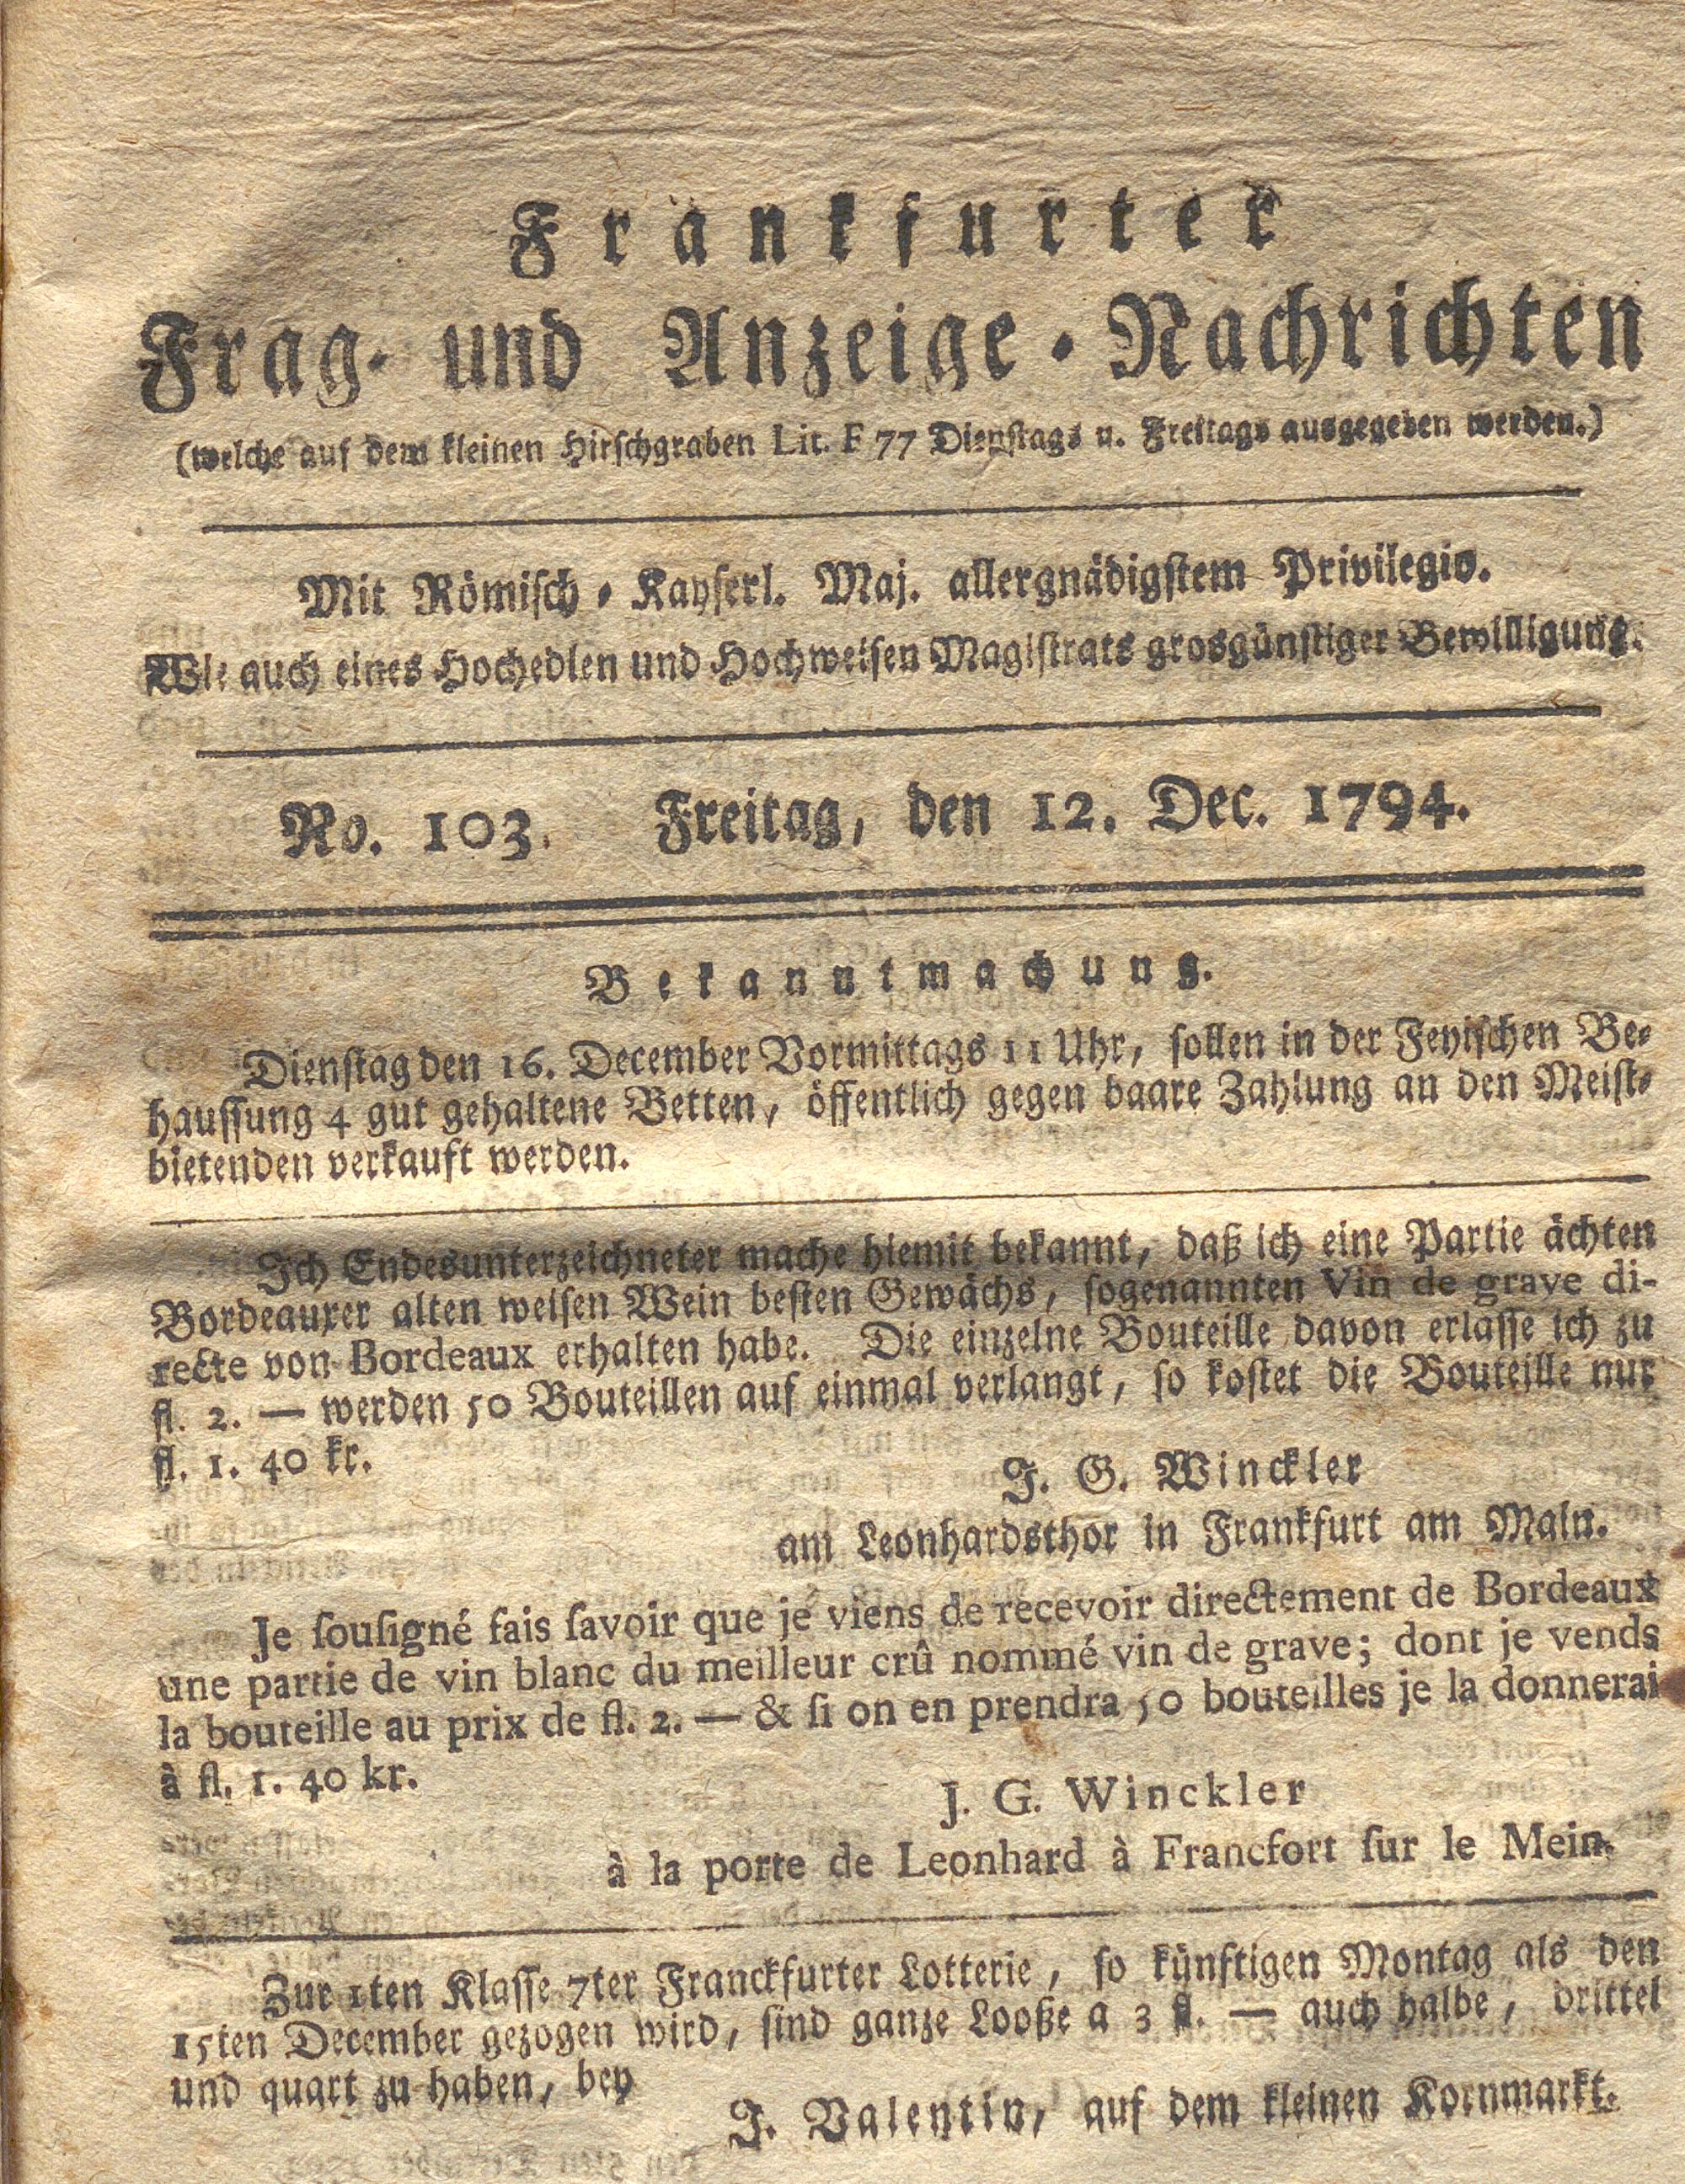 Frankfurter
Frag- und Anzeige-Nachrichten
(welche auf dem kleinen Hirschgraben Lit. F 77 Dienstags u. Freitags ausgegeben werden.)
Mit Römisch-Kayserl. Maj. allergnädigstem Privilegio.
Wie auch eines Hochedlen und Hochweisen Magistrats grosgünstiger Bewilligung.
No. 103. Freitag, den 12. Dec. 1794.
Bekanntmachung.
Dienstag den 16. December Vormittags 11 Uhr, sollen in der Feyischen Be-
haussung 4 gut gehaltene Betten, öffentlich gegen baare Zahlung an den Meist-
bietenden verkauft werden.
Ich Endesunterzeichneter mache hiemit bekannt, daß ich eine Partie ächten
Bordeauxer alten weisen Wein besten Gewächs, sogenannten Vin de grave di-
recte von Bordeaux erhalten habe. Die einzelne Bouteille davon erlasse ich zu
fl. 2. — werden 50 Bouteillen auf einmal verlangt, so kostet die Bouteille nur
fl. 1. 40 kr.
J. G. Winckler
am Leonhardsthor in Frankfurt am Main.
Je ſouſigné fais ſavoir que je viens de recevoir directement de Bordeaux
une partie de vin blanc du meilleur crû nommé vin de grave; dont je vends
la bouteille au prix de fl. 2. — & ſi on en prendra 50 bouteilles je la donnerai
à fl. 1. 40 kr.
J. G. Winckler
à la porte de Leonhard à Francfort ſur le Mein.
Zur 1ten Klasse 7ter Franckfurter Lotterie, so künftigen Montag als den
15ten December gezogen wird, sind ganze Looße a 3 fl. — auch halbe, drittel
und quart zu haben, bey
J. Valentin, auf dem kleinen Kornmarkt.